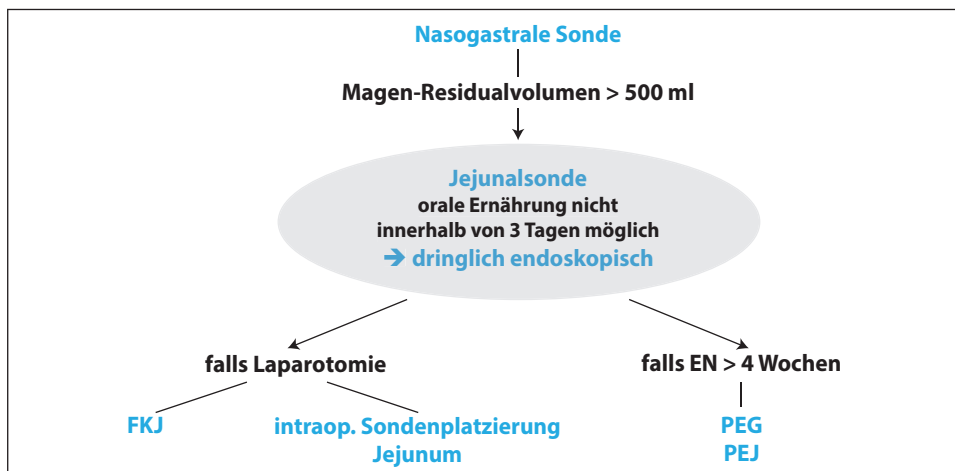 Nasogastrale Sonde
Magen-Residualvolumen > 500 ml
Jejunalsonde
orale Ernährung nicht
innerhalb von 3 Tagen möglich
➔ dringlich endoskopisch
falls Laparotomie
falls EN > 4 Wochen
FKJ
intraop. Sondenplatzierung
Jejunum
PEG
PEJ